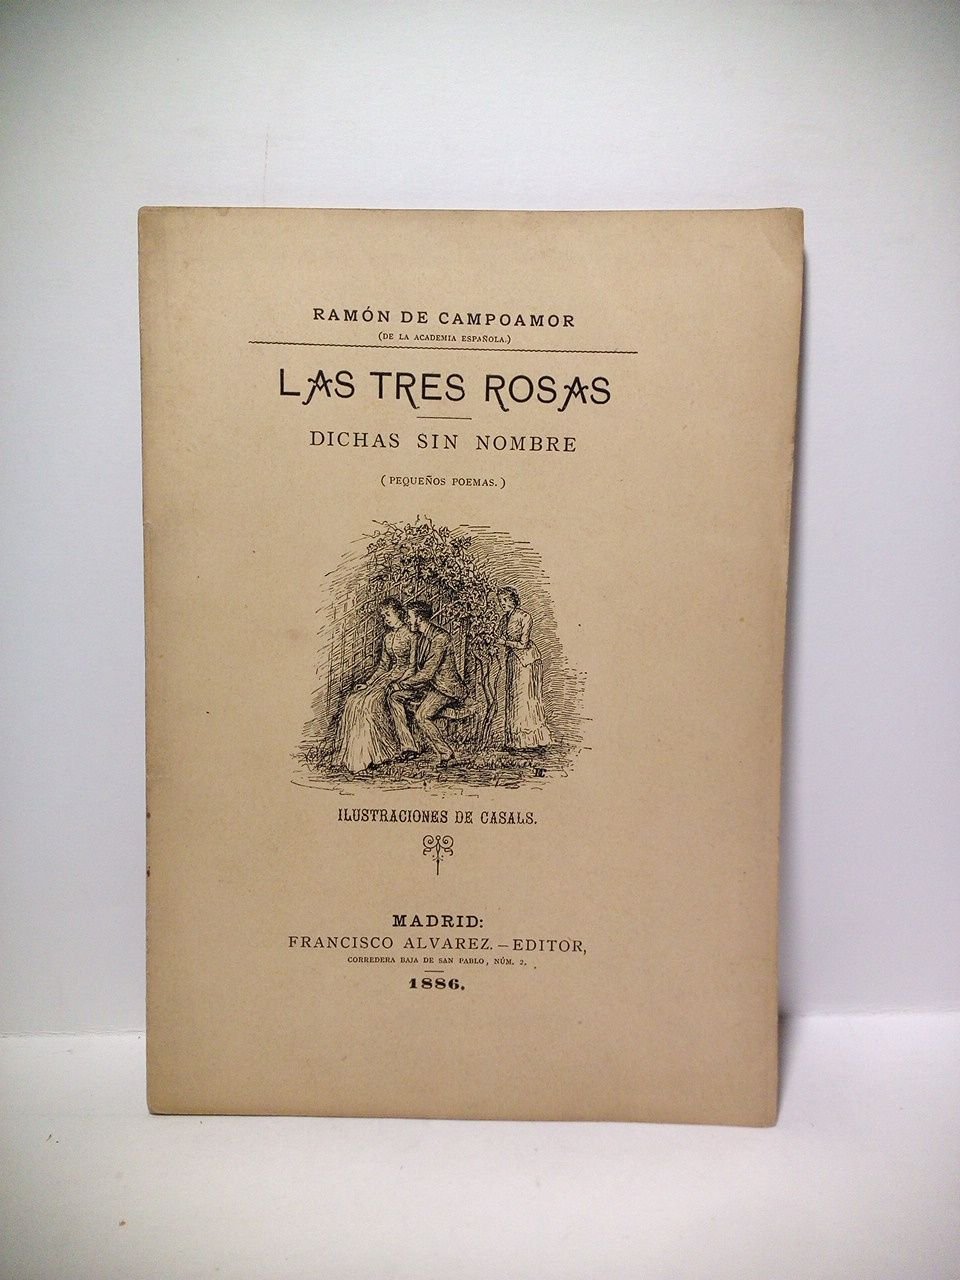 RAMÓN DE CAMPOAMOR
(DE LA ACADEMIA ESPAÑOLA.)
LAS TRES ROSAS
DICHAS SIN NOMBRE
(PEQUEÑOS POEMAS.)
ILUSTRACIONES DE CASALS.
MADRID:
FRANCISCO ALVAREZ.—EDITOR,
CORREDERA BAJA DE SAN PABLO, NÚM. 2.
1886.